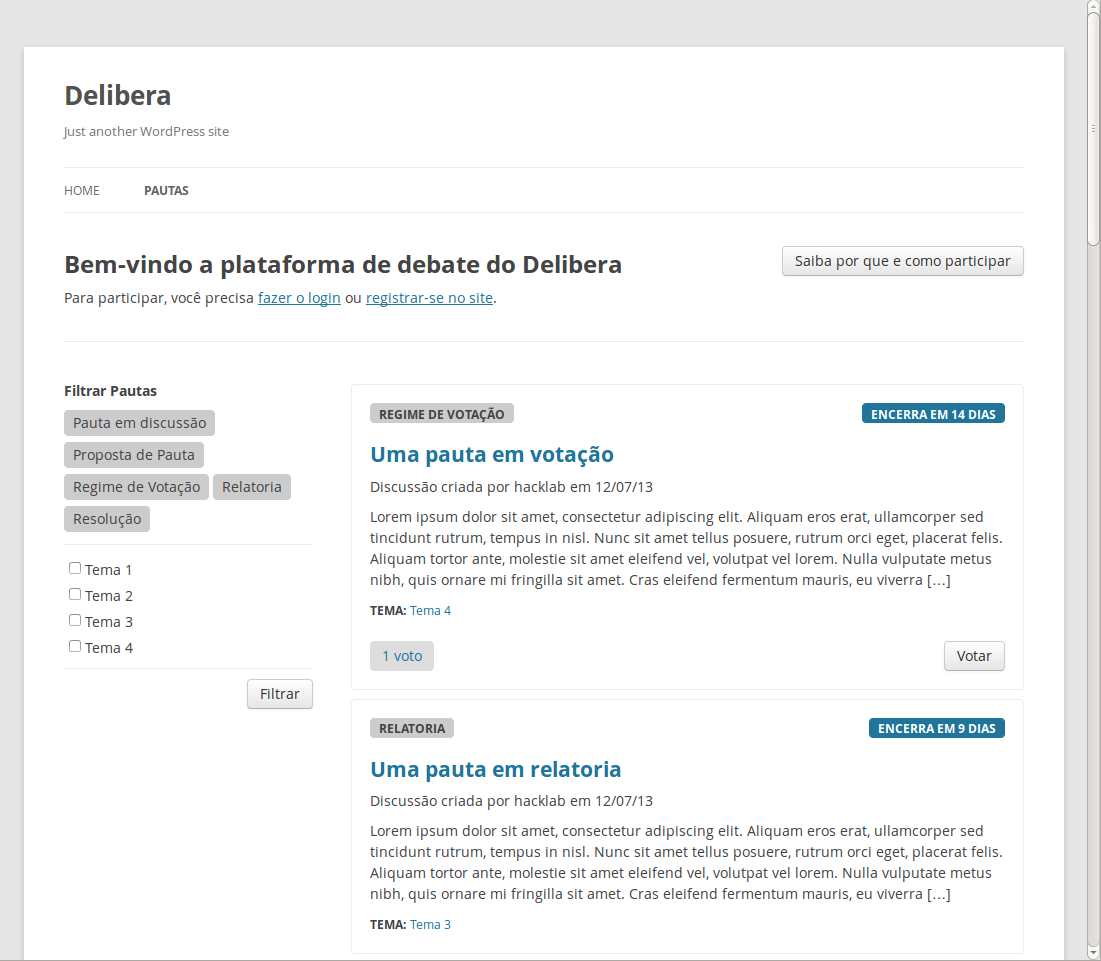 Delibera
Just another WordPress site
HOME PAUTAS
Bem-vindo a plataforma de debate do Delibera
Saiba por que e como participar
Para participar, você precisa fazer o login ou registrar-se no site.
Filtrar Pautas
Pauta em discussão
Proposta de Pauta
Regime de Votação Relatoria
Resolução
Tema 1
Tema 2
Tema 3
Tema 4
Filtrar
REGIME DE VOTAÇÃO ENCERRA EM 14 DIAS
Uma pauta em votação
Discussão criada por hacklab em 12/07/13
Lorem ipsum dolor sit amet, consectetur adipiscing elit. Aliquam eros erat, ullamcorper sed
tincidunt rutrum, tempus in nisl. Nunc sit amet tellus posuere, rutrum orci eget, placerat felis.
Aliquam tortor ante, molestie sit amet eleifend vel, volutpat vel lorem. Nulla vulputate metus
nibh, quis ornare mi fringilla sit amet. Cras eleifend fermentum mauris, eu viverra […]
TEMA: Tema 4
1 voto Votar
RELATORIA ENCERRA EM 9 DIAS
Uma pauta em relatoria
Discussão criada por hacklab em 12/07/13
Lorem ipsum dolor sit amet, consectetur adipiscing elit. Aliquam eros erat, ullamcorper sed
tincidunt rutrum, tempus in nisl. Nunc sit amet tellus posuere, rutrum orci eget, placerat felis.
Aliquam tortor ante, molestie sit amet eleifend vel, volutpat vel lorem. Nulla vulputate metus
nibh, quis ornare mi fringilla sit amet. Cras eleifend fermentum mauris, eu viverra […]
TEMA: Tema 3